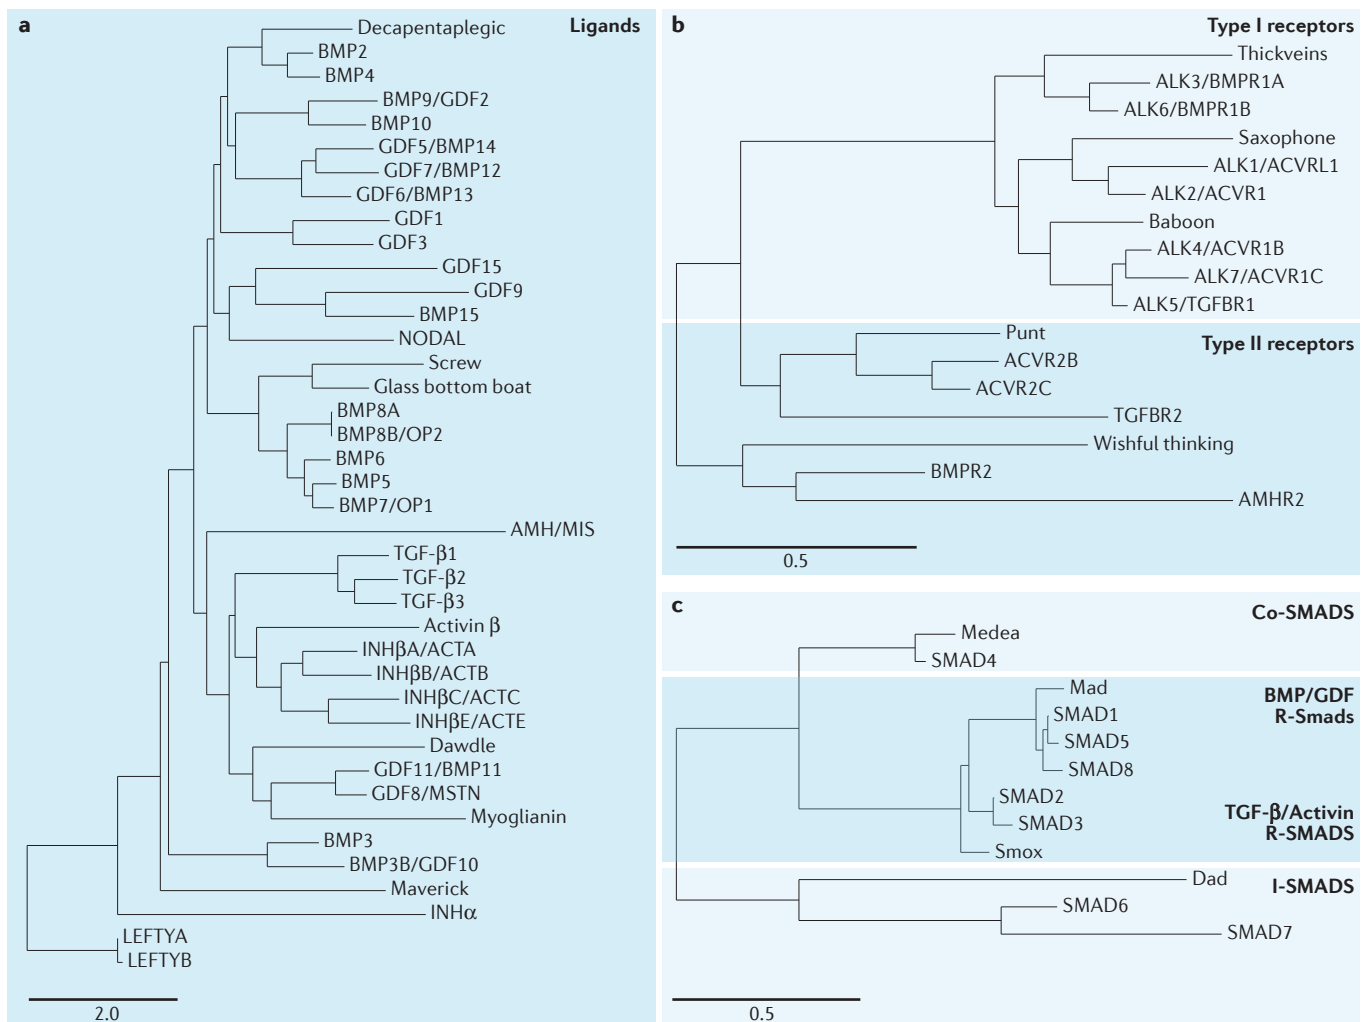 a
Ligands
Decapentaplegic
BMP2
BMP4
BMP9/GDF2
BMP10
GDF5/BMP14
GDF7/BMP12
GDF6/BMP13
GDF1
GDF3
GDF15
GDF9
BMP15
NODAL
Screw
Glass bottom boat
BMP8A
BMP8B/OP2
BMP6
BMP5
BMP7/OP1
AMH/MIS
TGF-β1
TGF-β2
TGF-β3
Activin β
INHβA/ACTA
INHβB/ACTB
INHβC/ACTC
INHβE/ACTE
Dawdle
GDF11/BMP11
GDF8/MSTN
Myoglianin
BMP3
BMP3B/GDF10
Maverick
INHα
LEFTYA
LEFTYB
2.0
b
Type I receptors
Thickveins
ALK3/BMPR1A
ALK6/BMPR1B
Saxophone
ALK1/ACVRL1
ALK2/ACVR1
Baboon
ALK4/ACVR1B
ALK7/ACVR1C
ALK5/TGFBR1
Type II receptors
Punt
ACVR2B
ACVR2C
TGFBR2
Wishful thinking
BMPR2
AMHR2
0.5
c
Co-SMADS
Medea
SMAD4
BMP/GDF
R-Smads
Mad
SMAD1
SMAD5
SMAD8
TGF-β/Activin
R-SMADS
SMAD2
SMAD3
Smox
I-SMADS
Dad
SMAD6
SMAD7
0.5